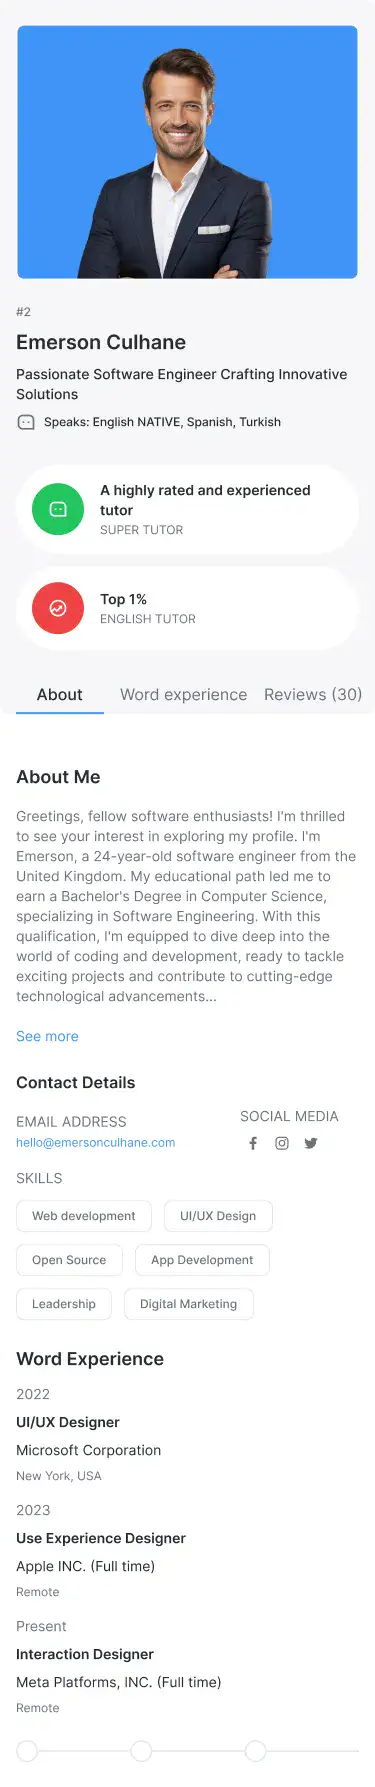 #2
Emerson Culhane
Passionate Software Engineer Crafting Innovative
Solutions
Speaks: English NATIVE, Spanish, Turkish
A highly rated and experienced
tutor
SUPER TUTOR
Top 1%
ENGLISH TUTOR
About
Word experience
Reviews (30)
About Me
Greetings, fellow software enthusiasts! I'm thrilled
to see your interest in exploring my profile. I'm
Emerson, a 24-year-old software engineer from the
United Kingdom. My educational path led me to
earn a Bachelor's Degree in Computer Science,
specializing in Software Engineering. With this
qualification, I'm equipped to dive deep into the
world of coding and development, ready to tackle
exciting projects and contribute to cutting-edge
technological advancements...
See more
Contact Details
EMAIL ADDRESS
hello@emersonculhane.com
SOCIAL MEDIA
SKILLS
Web development
UI/UX Design
Open Source
App Development
Leadership
Digital Marketing
Word Experience
2022
UI/UX Designer
Microsoft Corporation
New York, USA
2023
Use Experience Designer
Apple INC. (Full time)
Remote
Present
Interaction Designer
Meta Platforms, INC. (Full time)
Remote